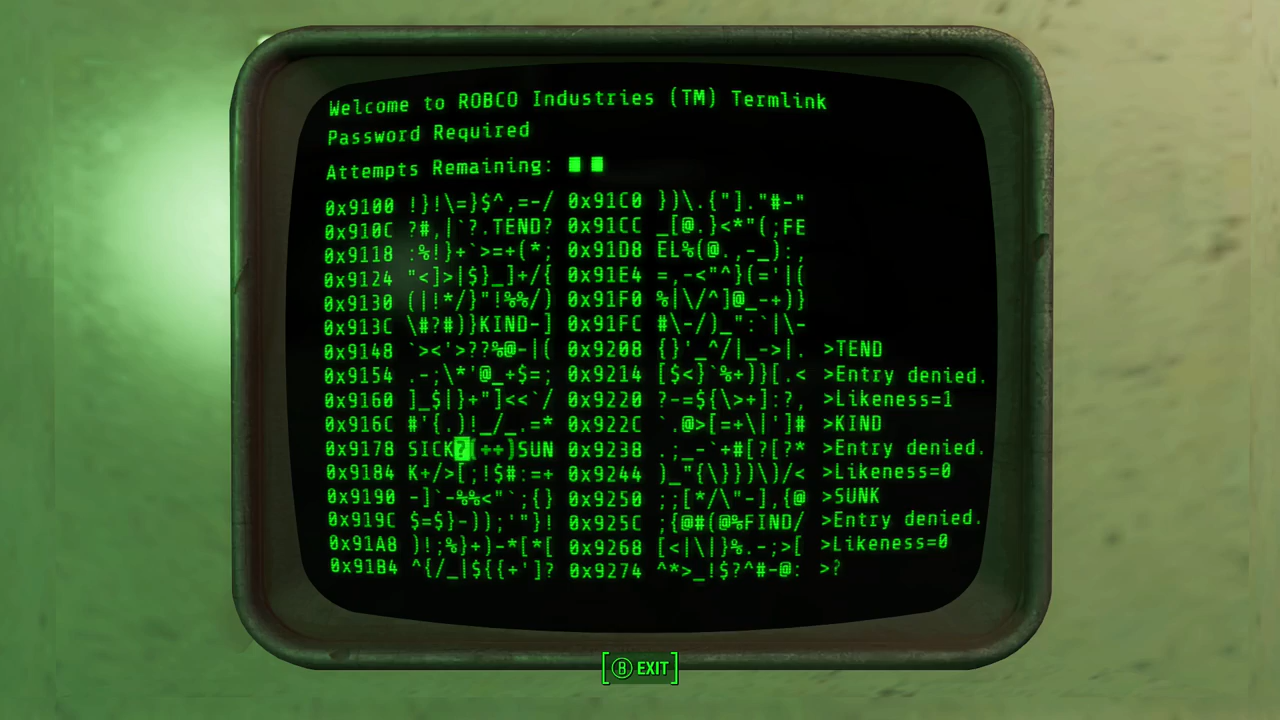 Welcome to ROBCO Industries (TM) Termlink
Password Required
Attempts Remaining: ■ ■
0x9100 !}!\=}$^,=-/ 0x91C0 })\.{"]."#-"
0x910C ?#,|`?.TEND? 0x91CC _[@.}<*"(;FE
0x9118 :%!}+`>=+(*; 0x91D8 EL%(@.,-_):,
0x9124 "<]>|$}_]+/{ 0x91E4 =,-<"^}(='|(
0x9130 (|!*/}"!%%/) 0x91F0 %|\/^]@_-+)}
0x913C \#?#)}KIND-] 0x91FC #\-/)_":`|\-
0x9148 `><'>??%@-|( 0x9208 {}'_^/|_->|. >TEND
0x9154 .-;\*'@_+$=; 0x9214 [$<}`%+)}[.< >Entry denied.
0x9160 ]_$|}+"]<<`/ 0x9220 ?-=${\>+]:?, >Likeness=1
0x916C #'{.)!_/_.=* 0x922C `.@>[=+\|']# >KIND
0x9178 SICK?(++)SUN 0x9238 .;_-`+#[?[?* >Entry denied.
0x9184 K+/>[;!$#:=+ 0x9244 )_"{\}})\)/< >Likeness=0
0x9190 -]`-%%<"`;{} 0x9250 ;;[*/\"-],{@ >SUNK
0x919C $=$}-));'"}! 0x925C ;{@#(@%FIND/ >Entry denied.
0x91A8 )!;%}+)-*[*[ 0x9268 [<|\|}%.-;>[ >Likeness=0
0x91B4 ^{/_|${{+']? 0x9274 ^*>_!$?^#-@: >?
(B) EXIT